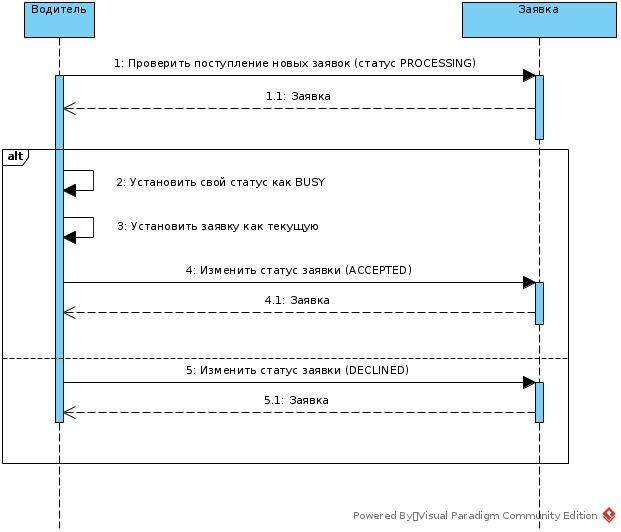 Водитель
Заявка
1: Проверить поступление новых заявок (статус PROCESSING)
1.1: Заявка
alt
2: Установить свой статус как BUSY
3: Установить заявку как текущую
4: Изменить статус заявки (ACCEPTED)
4.1: Заявка
5: Изменить статус заявки (DECLINED)
5.1: Заявка
Powered By▯Visual Paradigm Community Edition